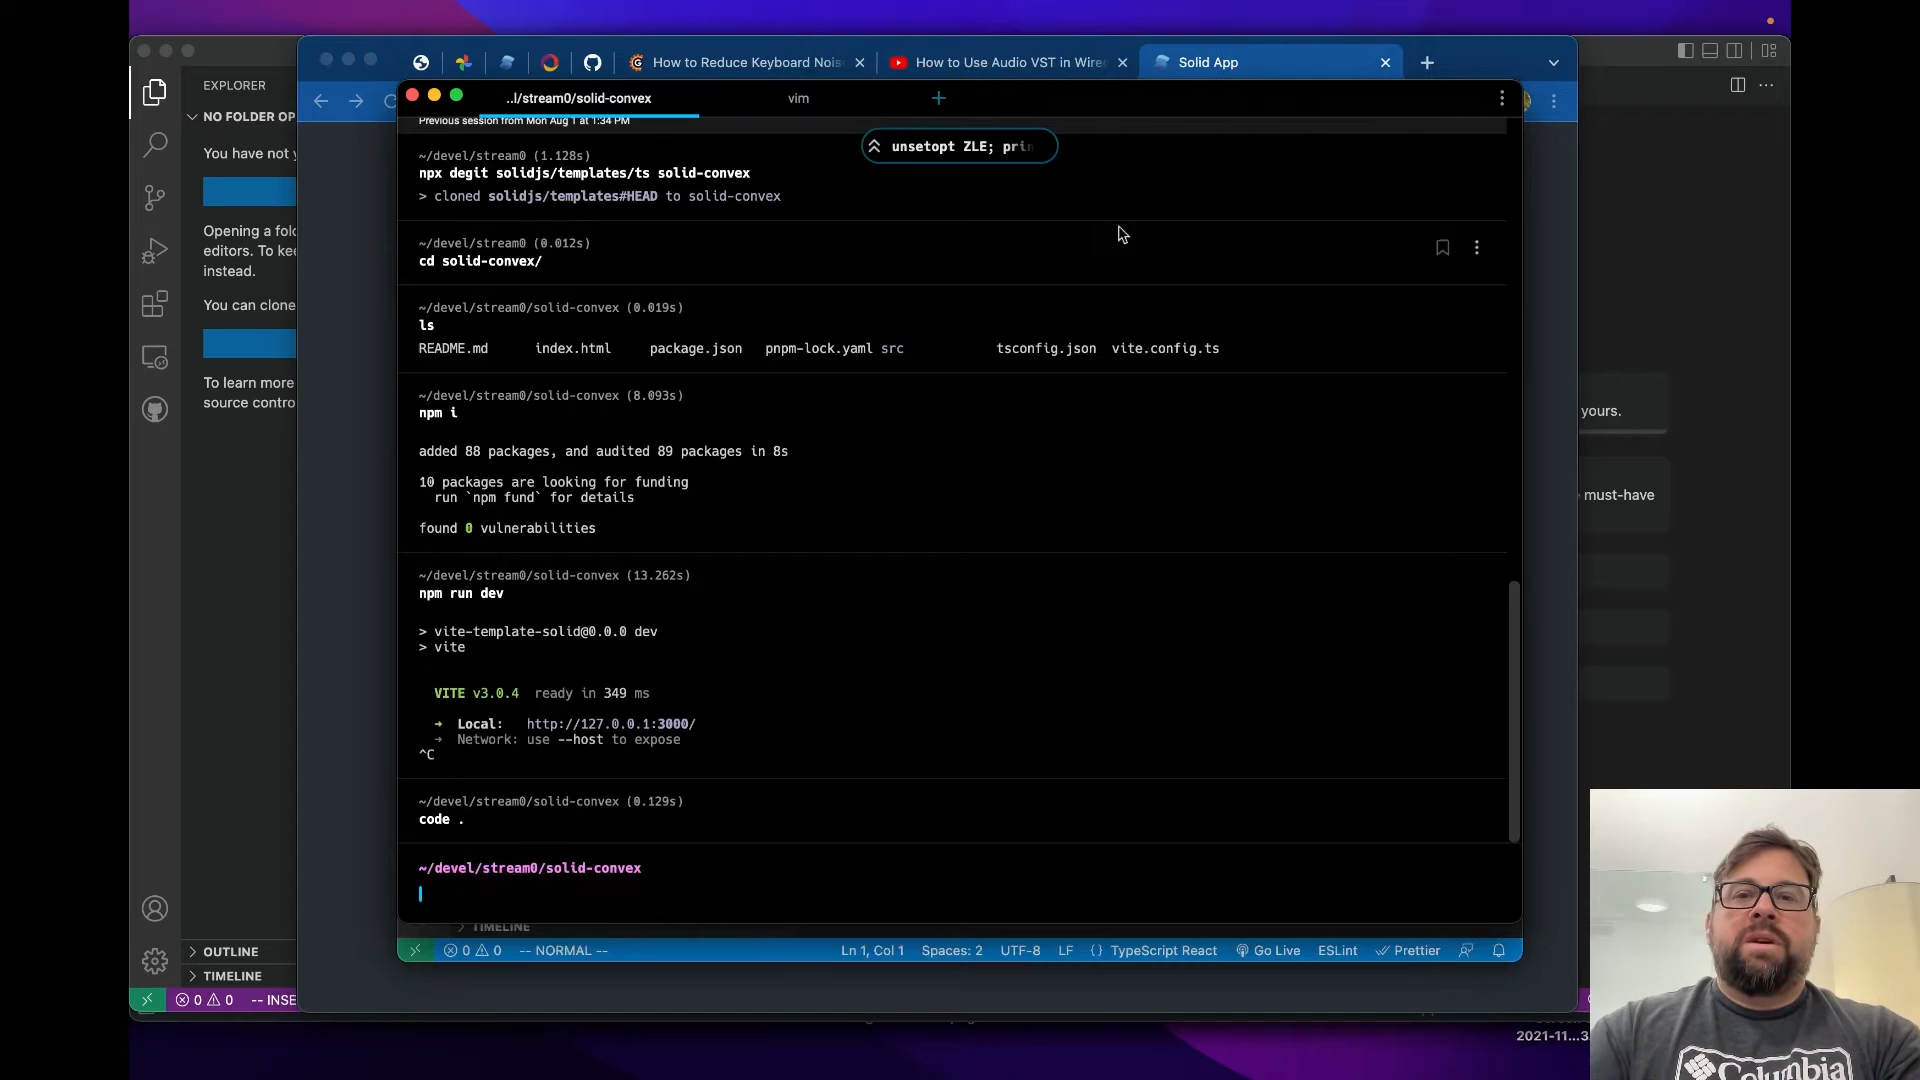 How to Reduce Keyboard Nois
How to Use Audio VST in Wire
Solid App
EXPLORER
NO FOLDER OP
You have not y
Opening a fol
editors. To ke
instead.
You can clone
To learn more
source contro
OUTLINE
TIMELINE
0 0 -- INSE
../stream0/solid-convex
vim
Previous session from Mon Aug 1 at 1:34 PM
unsetopt ZLE; prin
~/devel/stream0 (1.128s)
npx degit solidjs/templates/ts solid-convex
> cloned solidjs/templates#HEAD to solid-convex
~/devel/stream0 (0.012s)
cd solid-convex/
~/devel/stream0/solid-convex (0.019s)
ls
README.md index.html package.json pnpm-lock.yaml src tsconfig.json vite.config.ts
~/devel/stream0/solid-convex (8.093s)
npm i
added 88 packages, and audited 89 packages in 8s
10 packages are looking for funding
run `npm fund` for details
found 0 vulnerabilities
~/devel/stream0/solid-convex (13.262s)
npm run dev
> vite-template-solid@0.0.0 dev
> vite
VITE v3.0.4 ready in 349 ms
➜ Local: http://127.0.0.1:3000/
➜ Network: use --host to expose
^C
~/devel/stream0/solid-convex (0.129s)
code .
~/devel/stream0/solid-convex
TIMELINE
0 0 -- NORMAL -- Ln 1, Col 1 Spaces: 2 UTF-8 LF {} TypeScript React Go Live ESLint Prettier
yours.
must-have
2021-11...3.
Columbia